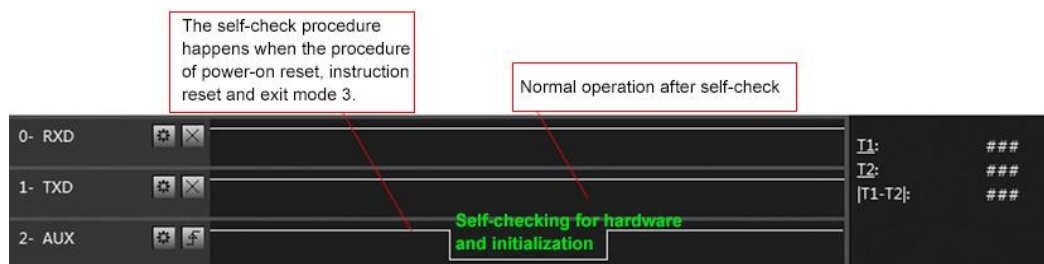 The self-check procedure
happens when the procedure
of power-on reset, instruction
reset and exit mode 3.
Normal operation after self-check
0- RXD
T1: ###
T2: ###
|T1-T2|: ###
1- TXD
Self-checking for hardware
and initialization
2- AUX